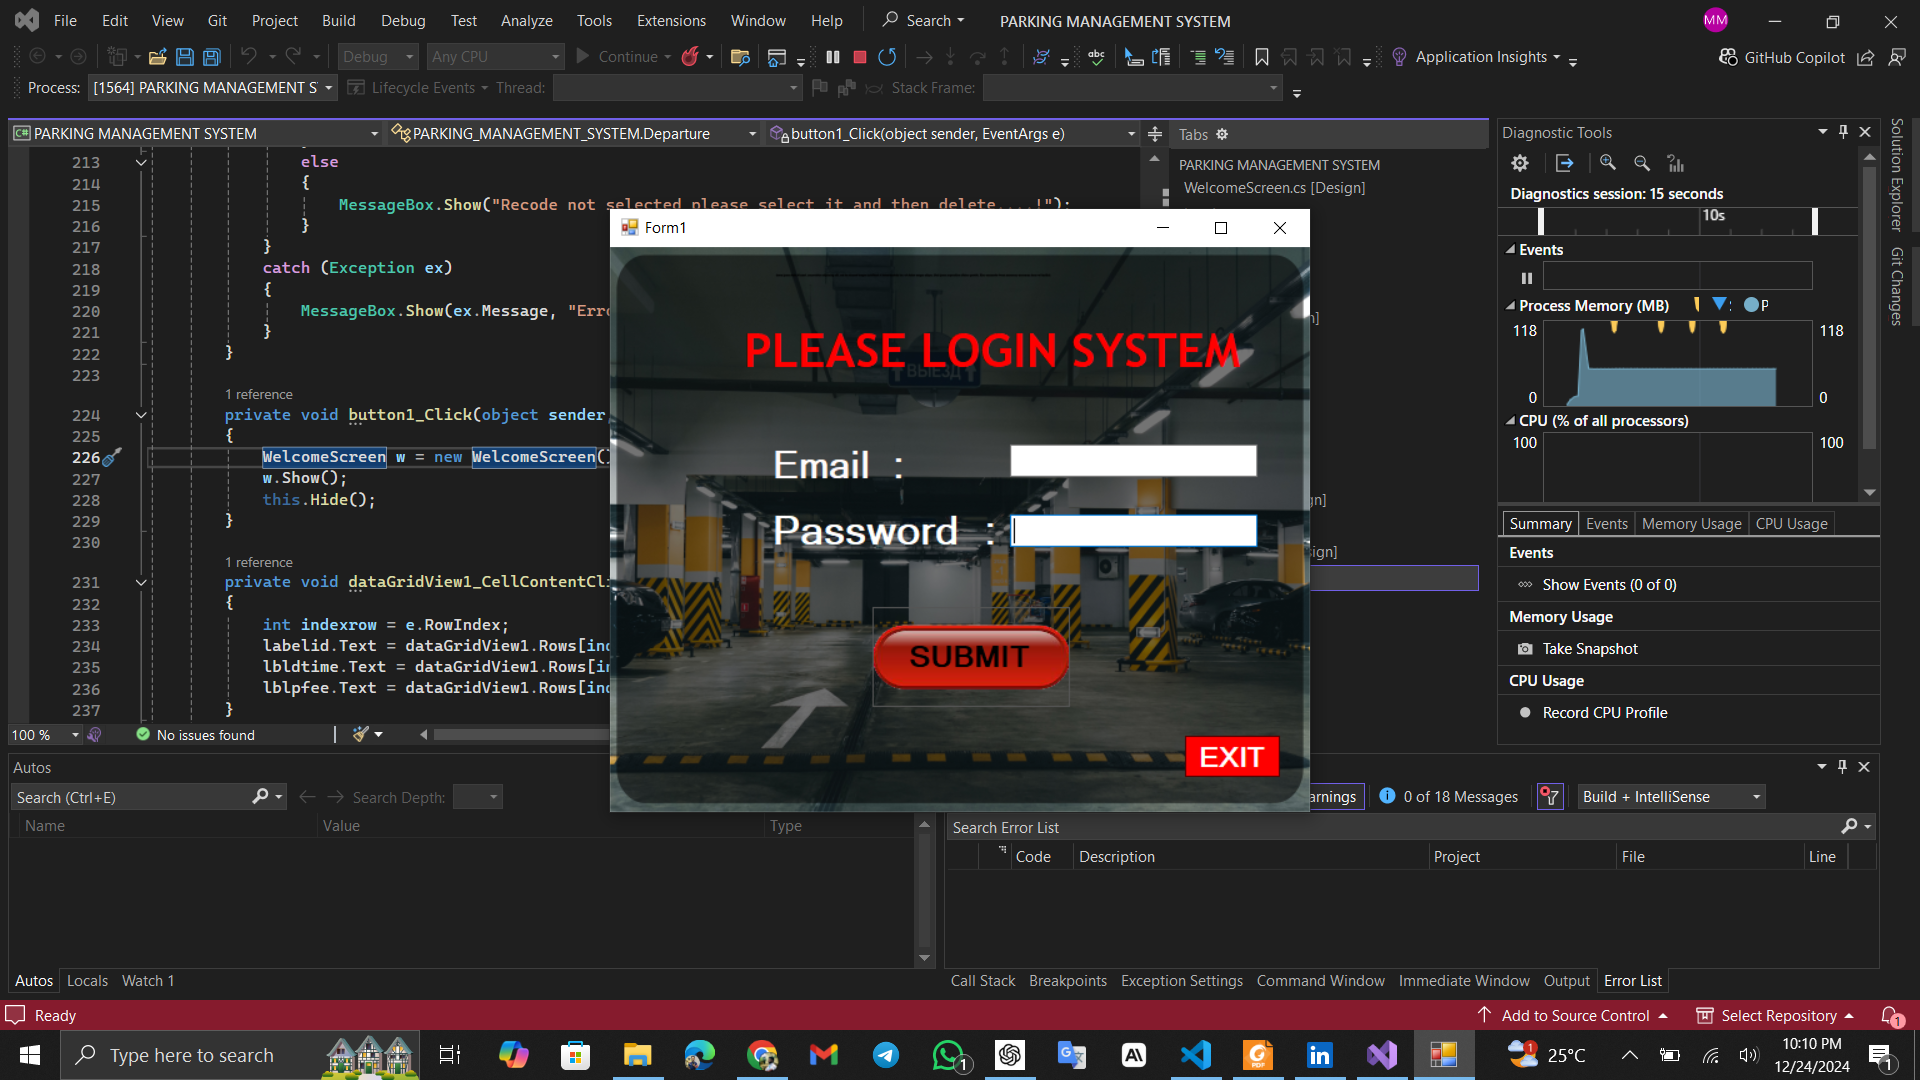 File Edit View Git Project Build Debug Test Analyze Tools Extensions Window Help Search PARKING MANAGEMENT SYSTEM MM
Debug Any CPU Continue abc Application Insights GitHub Copilot
Process: [1564] PARKING MANAGEMENT S Lifecycle Events Thread: Stack Frame:
C# PARKING MANAGEMENT SYSTEM PARKING_MANAGEMENT_SYSTEM.Departure button1_Click(object sender, EventArgs e)
213 else
214 {
215 MessageBox.Show("Recode not selected please select it and then delete....!");
216 }
217 }
218 catch (Exception ex)
219 {
220 MessageBox.Show(ex.Message, "Erro
221 }
222 }
223
1 reference
224 private void button1_Click(object sender
225 {
226 WelcomeScreen w = new WelcomeScreen()
227 w.Show();
228 this.Hide();
229 }
230
1 reference
231 private void dataGridView1_CellContentCli
232 {
233 int indexrow = e.RowIndex;
234 labelid.Text = dataGridView1.Rows[ind
235 lbldtime.Text = dataGridView1.Rows[in
236 lblpfee.Text = dataGridView1.Rows[ind
237 }
100 % No issues found
Tabs
PARKING MANAGEMENT SYSTEM
WelcomeScreen.cs [Design]
n]
gn]
sign]
Form1
ВЫЕЗД
PLEASE LOGIN SYSTEM
Email :
Password :
SUBMIT
EXIT
Diagnostic Tools
Diagnostics session: 15 seconds
10s
Events
Process Memory (MB) P
118 118
0 0
CPU (% of all processors)
100 100
Summary Events Memory Usage CPU Usage
Events
Show Events (0 of 0)
Memory Usage
Take Snapshot
CPU Usage
Record CPU Profile
Solution Explorer
Git Changes
Autos
Search (Ctrl+E) Search Depth:
Name Value Type
Autos Locals Watch 1
arnings 0 of 18 Messages Build + IntelliSense
Search Error List
Code Description Project File Line
Call Stack Breakpoints Exception Settings Command Window Immediate Window Output Error List
Ready Add to Source Control Select Repository 1
Type here to search 1 25°C 10:10 PM
12/24/2024 1